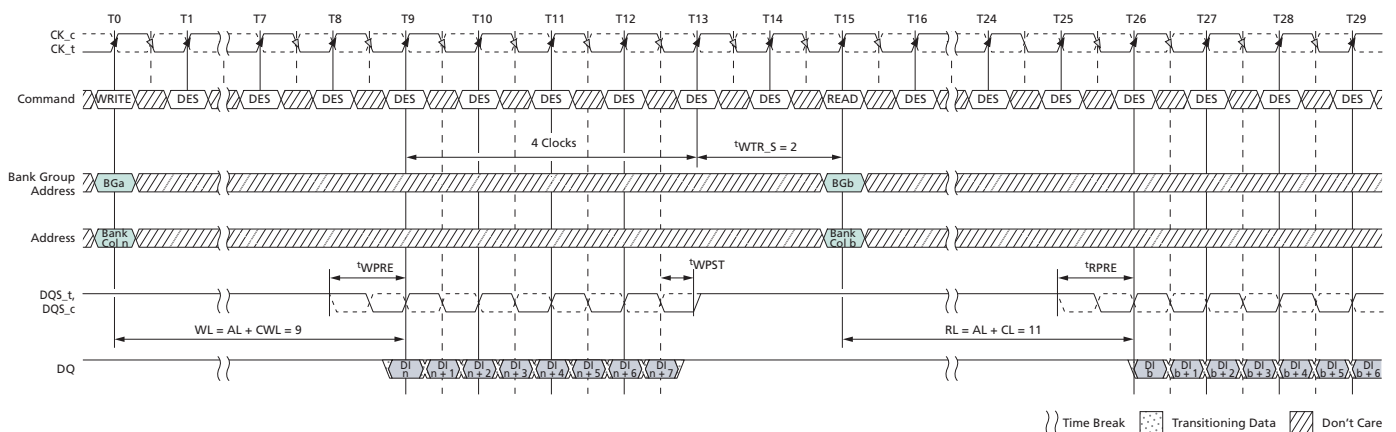 T0 T1 T7 T8 T9 T10 T11 T12 T13 T14 T15 T16 T24 T25 T26 T27 T28 T29
CK_c
CK_t
Command WRITE DES DES DES DES DES DES DES DES DES READ DES DES DES DES DES DES DES
4 Clocks tWTR_S = 2
Bank Group
Address
BGa BGb
Address
Bank
Col n
Bank
Col b
tWPRE tWPST tRPRE
DQS_t,
DQS_c
WL = AL + CWL = 9 RL = AL + CL = 11
DQ
DI DI DI DI DI DI DI DI DI DI DI DI DI DI DI
n n + 1 n + 2 n + 3 n + 4 n + 5 n + 6 n + 7 b b + 1 b + 2 b + 3 b + 4 b + 5 b + 6
Time Break Transitioning Data Don't Care